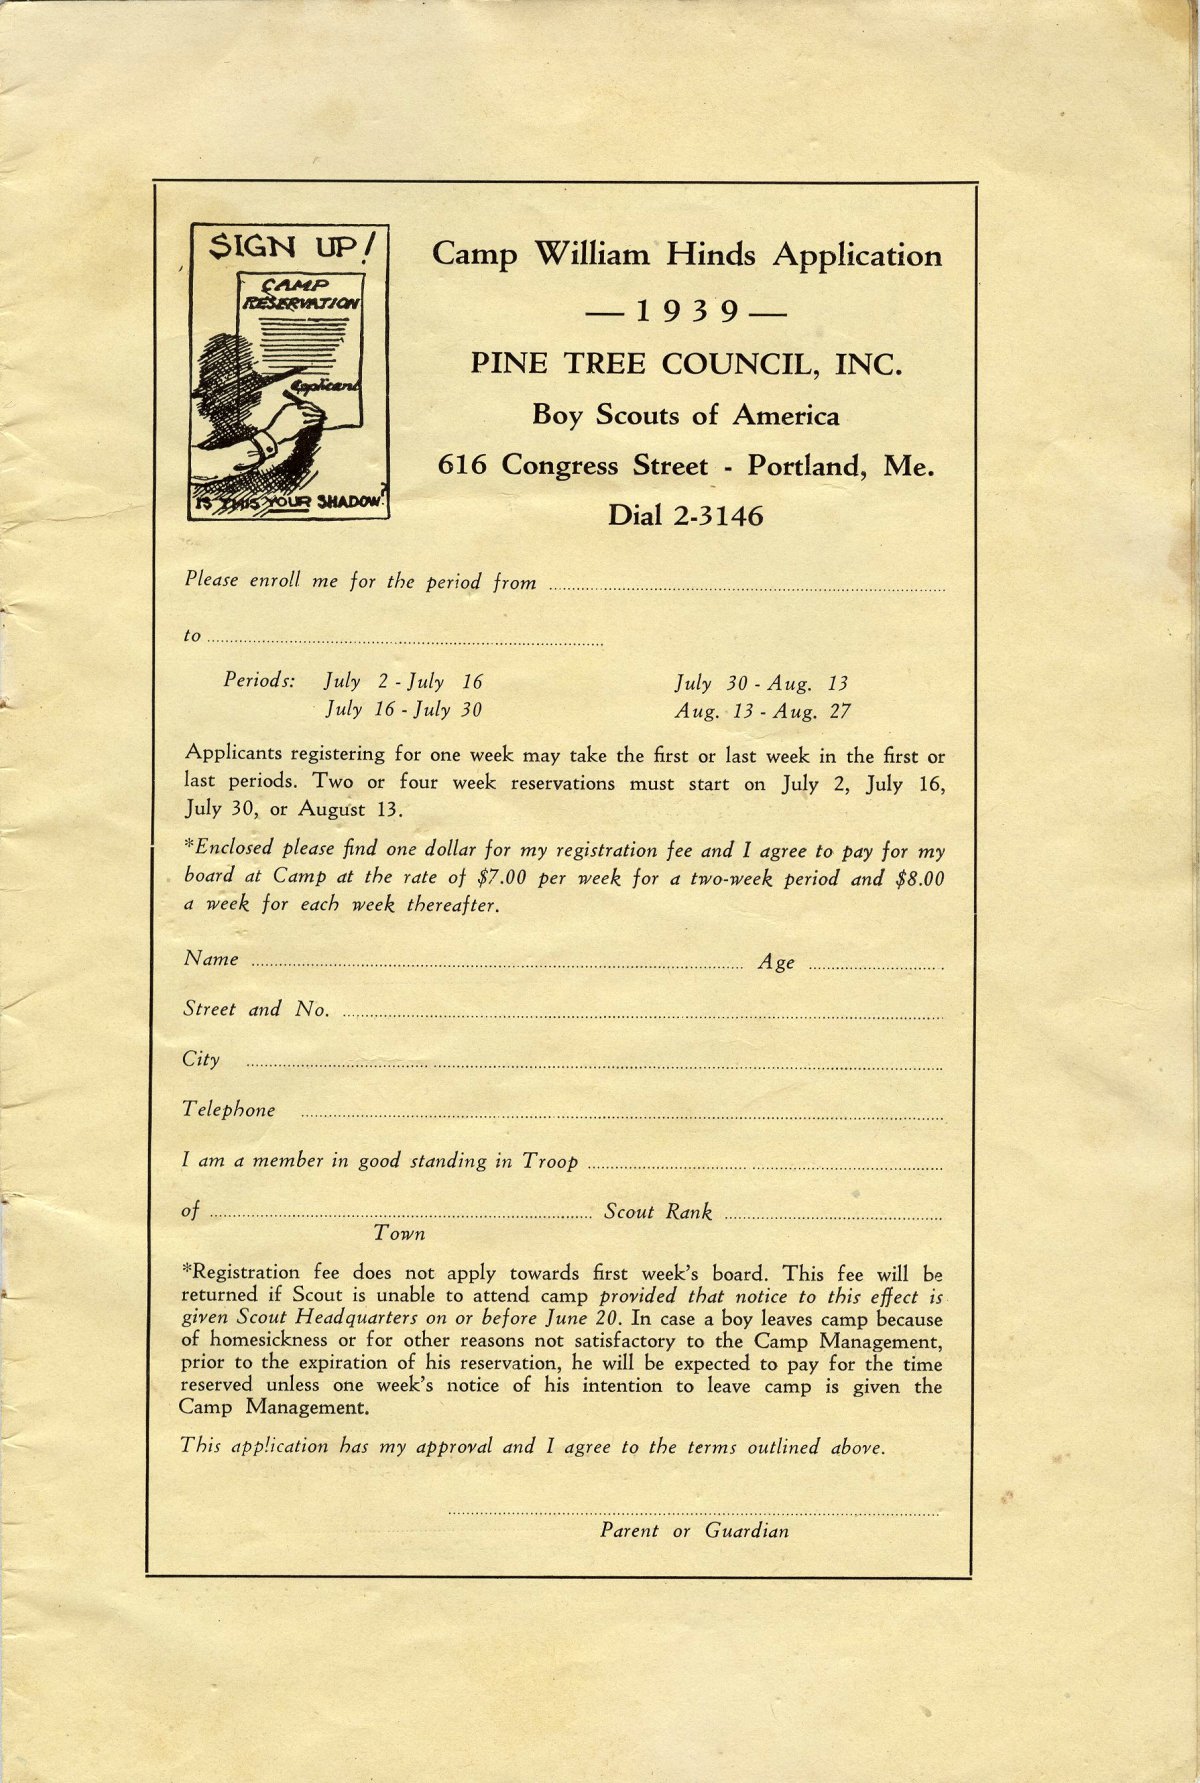 SIGN UP!
CAMP
RESERVATION
Applicant
IS THIS YOUR SHADOW?
Camp William Hinds Application
— 1 9 3 9 —
PINE TREE COUNCIL, INC.
Boy Scouts of America
616 Congress Street - Portland, Me.
Dial 2-3146
Please enroll me for the period from
to
Periods: July 2 - July 16 July 30 - Aug. 13
July 16 - July 30 Aug. 13 - Aug. 27
Applicants registering for one week may take the first or last week in the first or
last periods. Two or four week reservations must start on July 2, July 16,
July 30, or August 13.
*Enclosed please find one dollar for my registration fee and I agree to pay for my
board at Camp at the rate of $7.00 per week for a two-week period and $8.00
a week for each week thereafter.
Name Age
Street and No.
City
Telephone
I am a member in good standing in Troop
of Scout Rank
Town
*Registration fee does not apply towards first week's board. This fee will be
returned if Scout is unable to attend camp provided that notice to this effect is
given Scout Headquarters on or before June 20. In case a boy leaves camp because
of homesickness or for other reasons not satisfactory to the Camp Management,
prior to the expiration of his reservation, he will be expected to pay for the time
reserved unless one week's notice of his intention to leave camp is given the
Camp Management.
This application has my approval and I agree to the terms outlined above.
Parent or Guardian